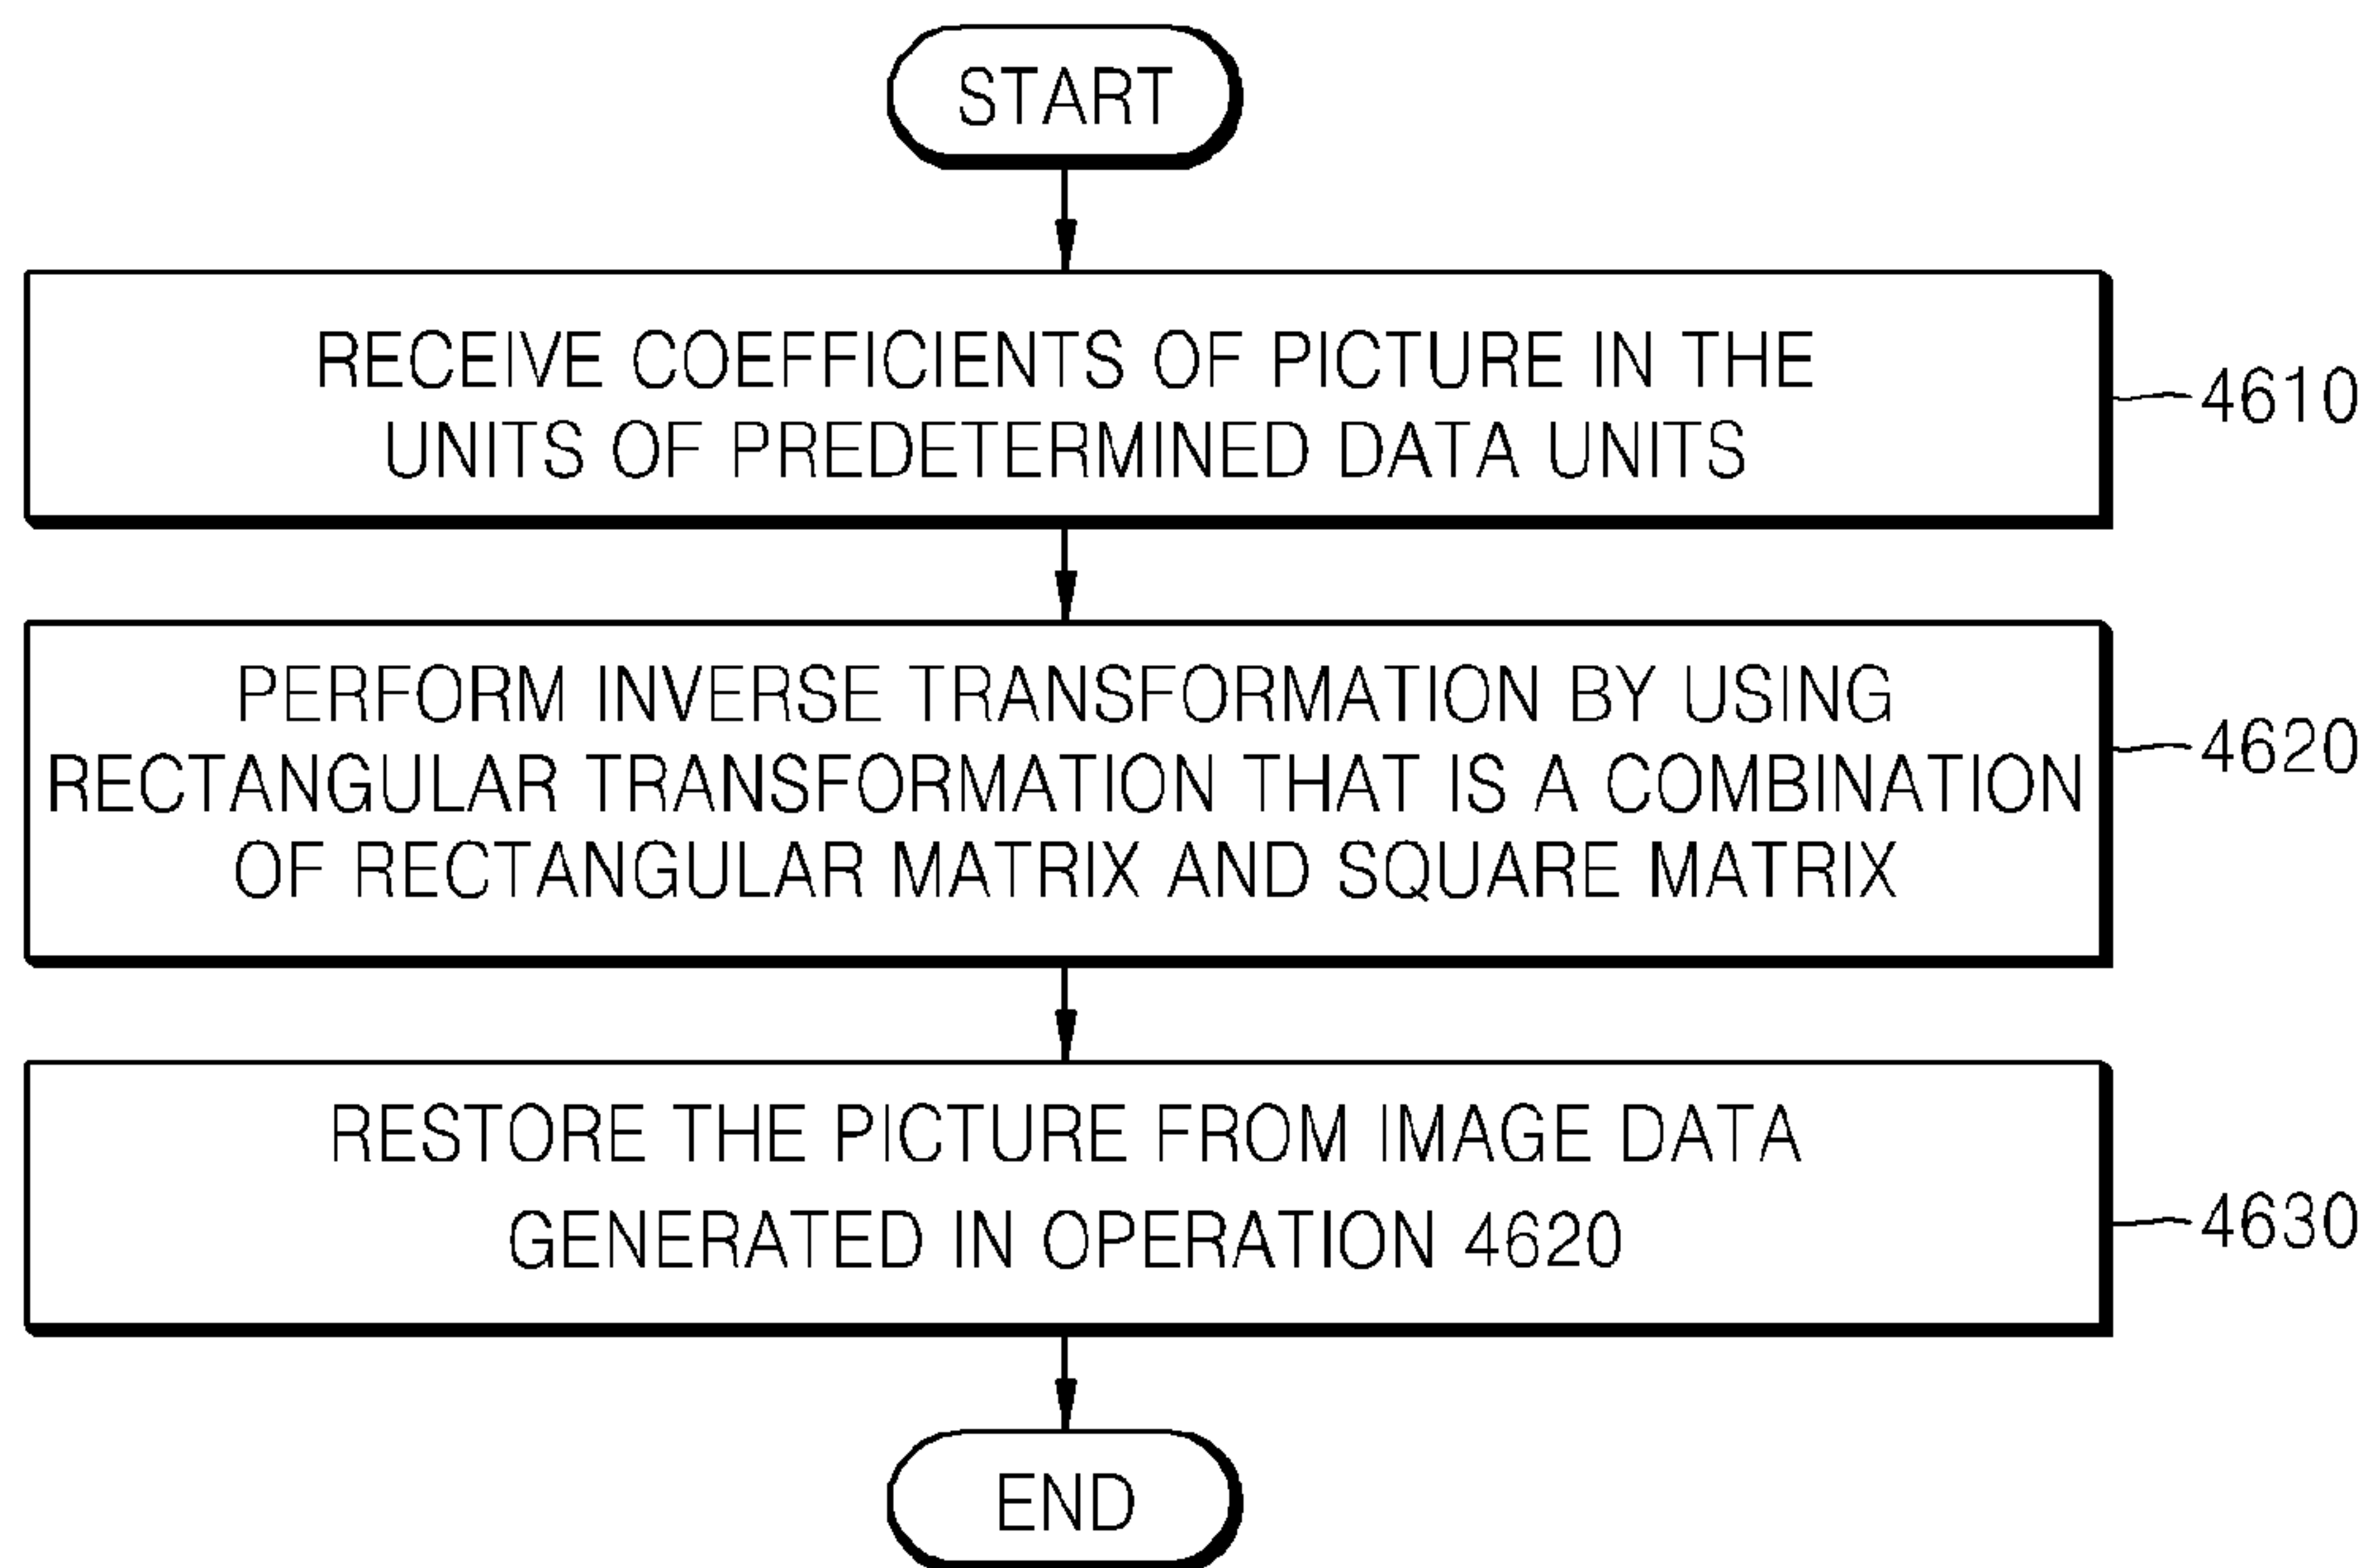 START
RECEIVE COEFFICIENTS OF PICTURE IN THE
UNITS OF PREDETERMINED DATA UNITS
4610
PERFORM INVERSE TRANSFORMATION BY USING
RECTANGULAR TRANSFORMATION THAT IS A COMBINATION
OF RECTANGULAR MATRIX AND SQUARE MATRIX
4620
RESTORE THE PICTURE FROM IMAGE DATA
GENERATED IN OPERATION 4620
4630
END